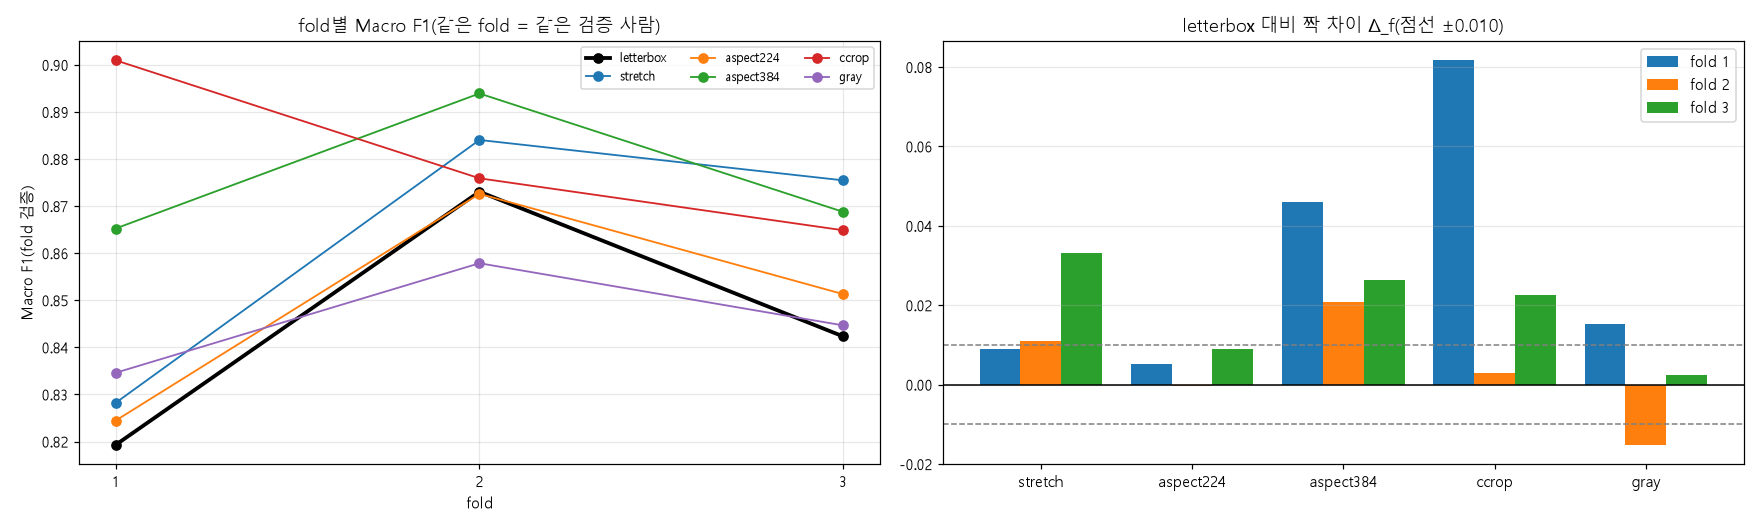 fold별 Macro F1(같은 fold = 같은 검증 사람)
Macro F1(fold 검증)
0.90
0.89
0.88
0.87
0.86
0.85
0.84
0.83
0.82
letterbox
stretch
aspect224
aspect384
ccrop
gray
1
2
3
fold
letterbox 대비 짝 차이 Δ_f(점선 ±0.010)
0.08
0.06
0.04
0.02
0.00
-0.02
fold 1
fold 2
fold 3
stretch
aspect224
aspect384
ccrop
gray